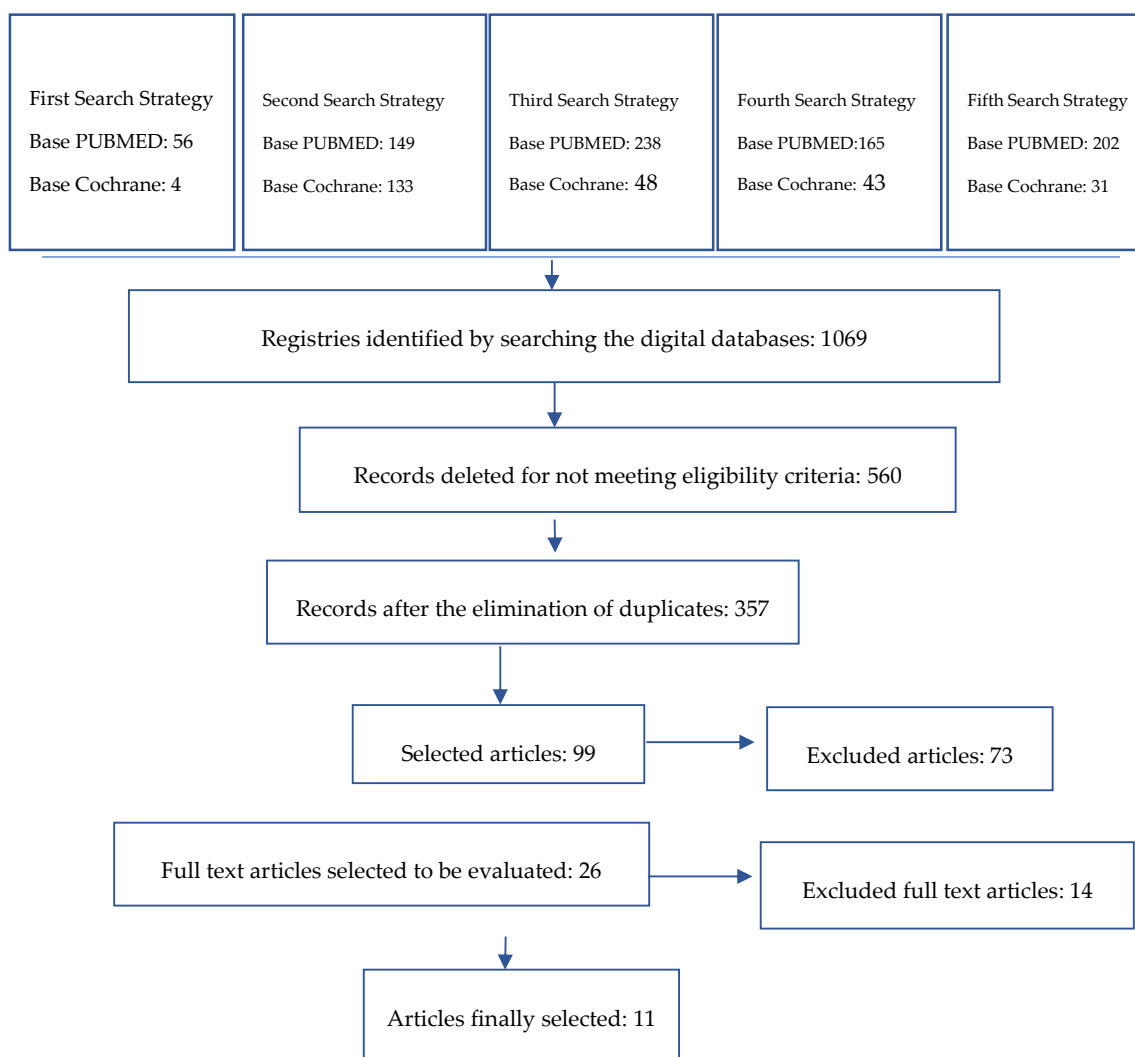 First Search Strategy
Base PUBMED: 56
Base Cochrane: 4
Second Search Strategy
Base PUBMED: 149
Base Cochrane: 133
Third Search Strategy
Base PUBMED: 238
Base Cochrane: 48
Fourth Search Strategy
Base PUBMED:165
Base Cochrane: 43
Fifth Search Strategy
Base PUBMED: 202
Base Cochrane: 31
Registries identified by searching the digital databases: 1069
Records deleted for not meeting eligibility criteria: 560
Records after the elimination of duplicates: 357
Selected articles: 99
Excluded articles: 73
Full text articles selected to be evaluated: 26
Excluded full text articles: 14
Articles finally selected: 11